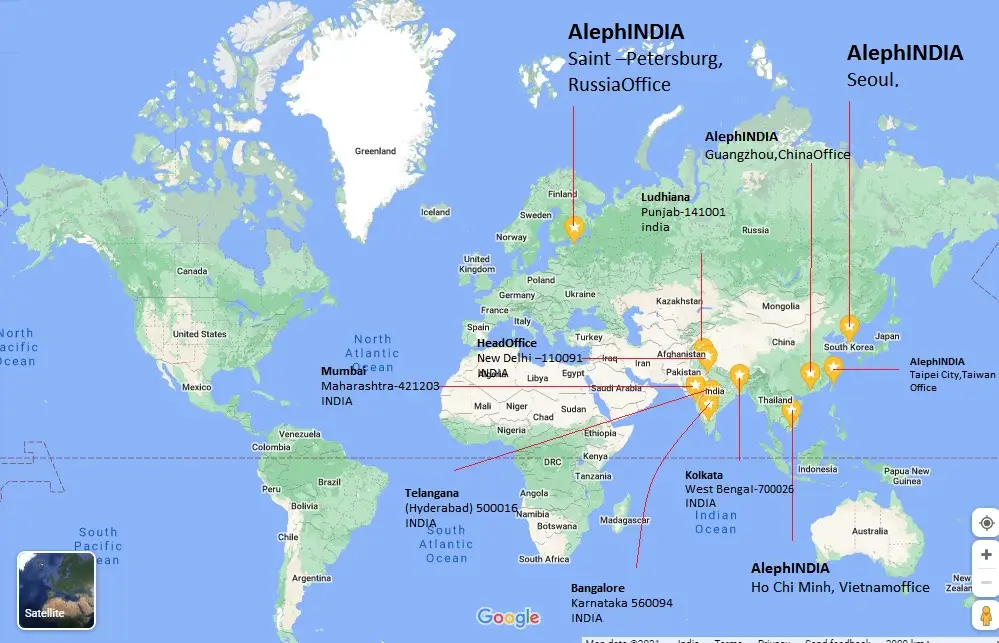 AlephINDIA
Saint –Petersburg,
RussiaOffice
AlephINDIA
Seoul,
AlephINDIA
Guangzhou,ChinaOffice
Ludhiana
Punjab-141001
india
Greenland
Iceland
Finland
Sweden
Norway
Russia
United
Kingdom
Canada
Poland
Germany
Ukraine
France
Kazakhstan
Mongolia
Spain
Italy
Turkey
United States
North
Pacific
Ocean
North
Atlantic
Ocean
HeadOffice
New Delhi –110091
INDIA
Iraq
Iran
Afghanistan
Pakistan
China
South Korea
Japan
AlephINDIA
Taipei City,Taiwan
Office
Mumbai
Maharashtra-421203
INDIA
Algeria
Libya
Egypt
Saudi Arabia
India
Thailand
Mexico
Mali
Niger
Chad
Sudan
Nigeria
Ethiopia
Venezuela
Colombia
DRC
Kenya
Tanzania
Indonesia
Papua New
Guinea
Peru
Brazil
Bolivia
Angola
Namibia
Botswana
Madagascar
South Africa
Chile
Argentina
Australia
New
Zealand
Telangana
(Hyderabad) 500016
INDIA
South
Atlantic
Ocean
Kolkata
West Bengal-700026
INDIA
Indian
Ocean
South
Pacific
Ocean
Bangalore
Karnataka 560094
INDIA
AlephINDIA
Ho Chi Minh, Vietnamoffice
Satellite
Google
Map data ©2021
India
Terms
Privacy
Send feedback
2000 km